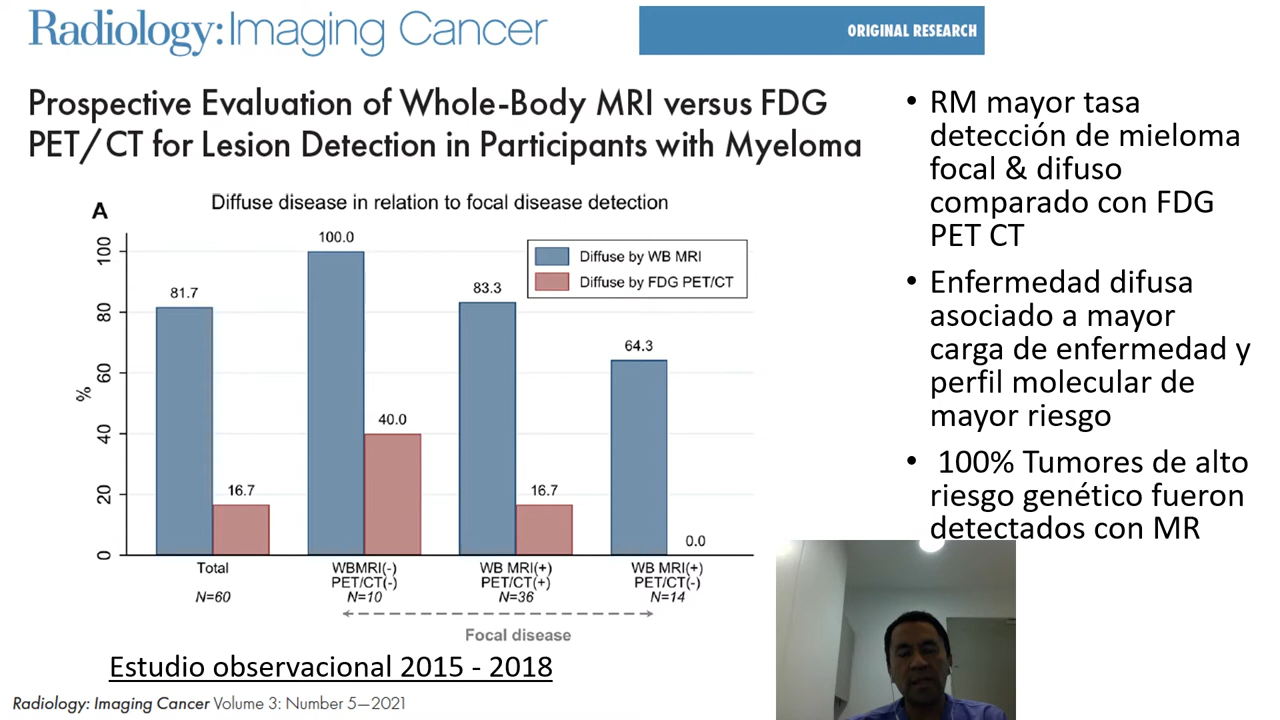 Radiology: Imaging Cancer
ORIGINAL RESEARCH
Prospective Evaluation of Whole-Body MRI versus FDG
PET/CT for Lesion Detection in Participants with Myeloma
A
Diffuse disease in relation to focal disease detection
Diffuse by WB MRI
Diffuse by FDG PET/CT
%
100
80
60
40
20
0
81.7
16.7
100.0
40.0
83.3
16.7
64.3
0.0
Total
N=60
WBMRI(-)
PET/CT(-)
N=10
WB MRI(+)
PET/CT(+)
N=36
WB MRI(+)
PET/CT(-)
N=14
Focal disease
Estudio observacional 2015 - 2018
Radiology: Imaging Cancer Volume 3: Number 5—2021
• RM mayor tasa
detección de mieloma
focal & difuso
comparado con FDG
PET CT
• Enfermedad difusa
asociado a mayor
carga de enfermedad y
perfil molecular de
mayor riesgo
• 100% Tumores de alto
riesgo genético fueron
detectados con MR